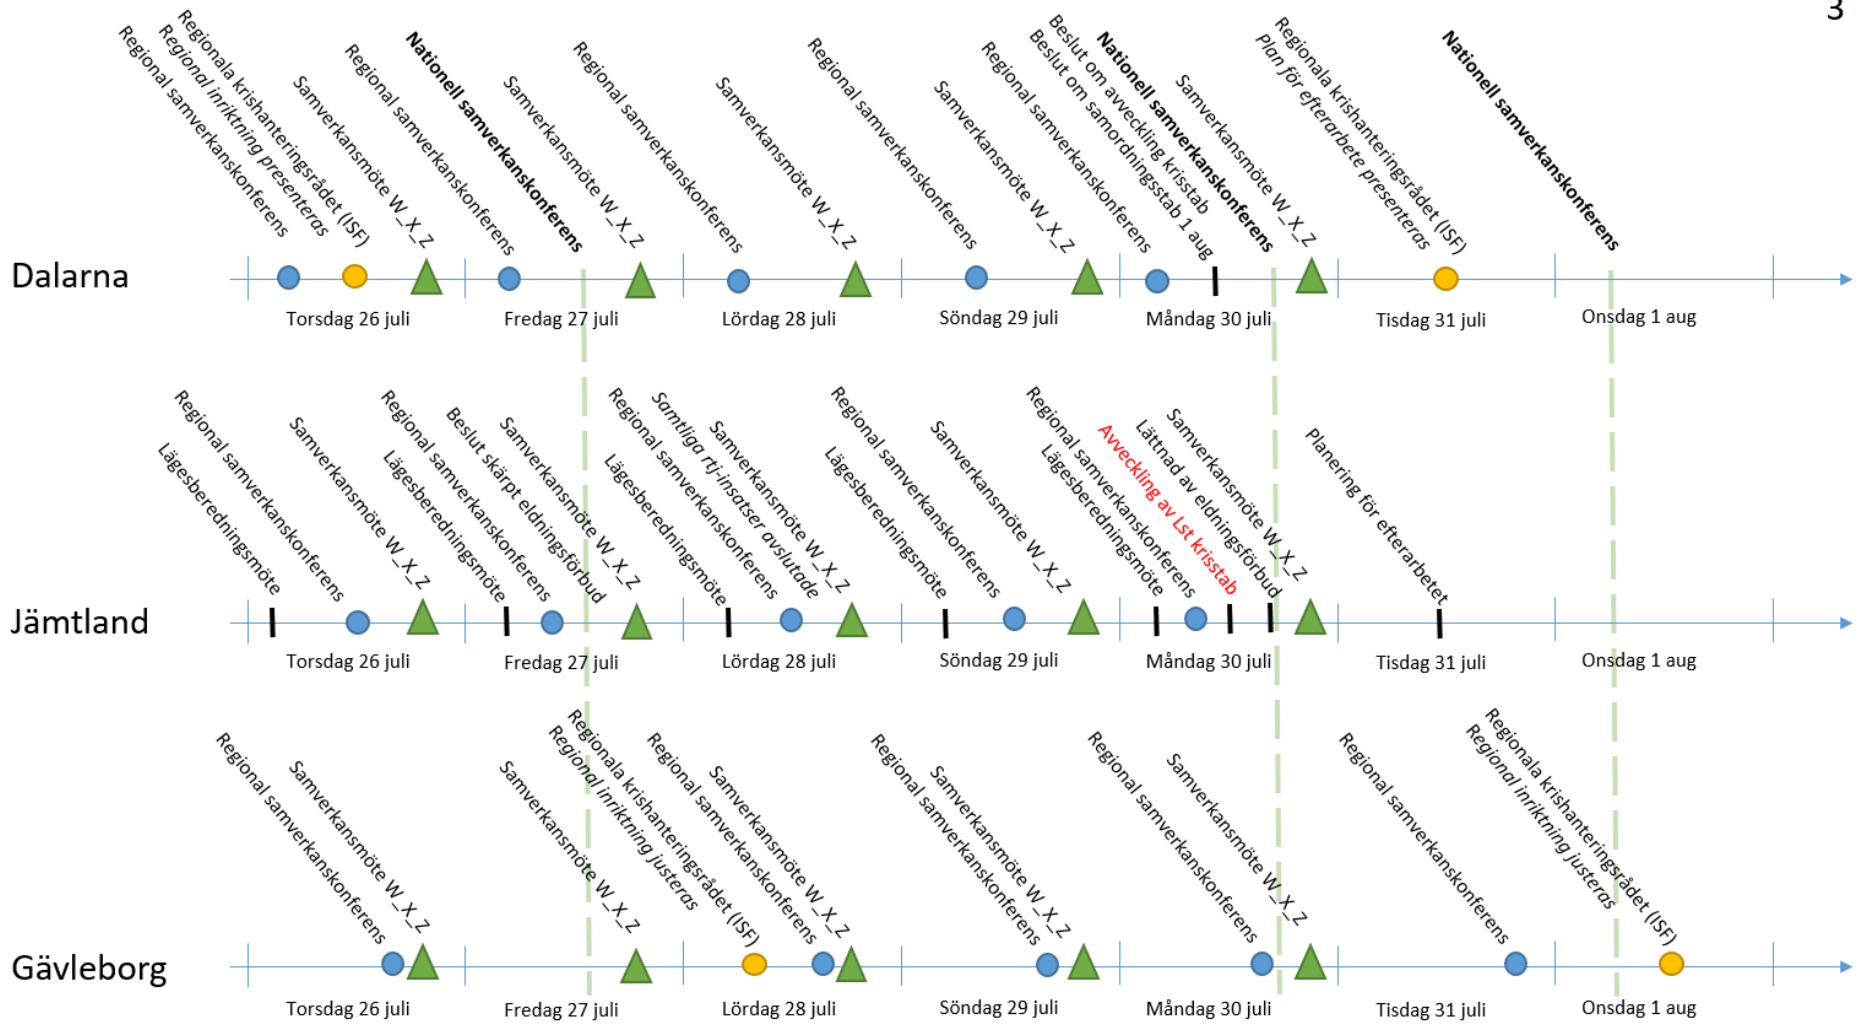 3
Regional samverkanskonferens
Regional inriktning presenteras
Regionala krishanteringsrådet (ISF)
Samverkansmöte W_X_Z
Regional samverkanskonferens
Nationell samverkanskonferens
Samverkansmöte W_X_Z
Regional samverkanskonferens
Samverkansmöte W_X_Z
Regional samverkanskonferens
Samverkansmöte W_X_Z
Regional samverkanskonferens
Beslut om samordningsstab 1 aug
Beslut om avveckling krisstab
Nationell samverkanskonferens
Samverkansmöte W_X_Z
Plan för efterarbete presenteras
Regionala krishanteringsrådet (ISF)
Nationell samverkanskonferens
Dalarna
Torsdag 26 juli
Fredag 27 juli
Lördag 28 juli
Söndag 29 juli
Måndag 30 juli
Tisdag 31 juli
Onsdag 1 aug
Lägesberedningsmöte
Regional samverkanskonferens
Samverkansmöte W_X_Z
Lägesberedningsmöte
Regional samverkanskonferens
Beslut skärpt eldningsförbud
Samverkansmöte W_X_Z
Lägesberedningsmöte
Regional samverkanskonferens
Samtliga rtj-insatser avslutade
Samverkansmöte W_X_Z
Lägesberedningsmöte
Regional samverkanskonferens
Samverkansmöte W_X_Z
Lägesberedningsmöte
Regional samverkanskonferens
Avveckling av Lst krisstab
Lättnad av eldningsförbud
Samverkansmöte W_X_Z
Planering för efterarbetet
Jämtland
Torsdag 26 juli
Fredag 27 juli
Lördag 28 juli
Söndag 29 juli
Måndag 30 juli
Tisdag 31 juli
Onsdag 1 aug
Regional samverkanskonferens
Samverkansmöte W_X_Z
Samverkansmöte W_X_Z
Regional inriktning justeras
Regionala krishanteringsrådet (ISF)
Regional samverkanskonferens
Samverkansmöte W_X_Z
Regional samverkanskonferens
Samverkansmöte W_X_Z
Regional samverkanskonferens
Samverkansmöte W_X_Z
Regional samverkanskonferens
Regional inriktning justeras
Regionala krishanteringsrådet (ISF)
Gävleborg
Torsdag 26 juli
Fredag 27 juli
Lördag 28 juli
Söndag 29 juli
Måndag 30 juli
Tisdag 31 juli
Onsdag 1 aug